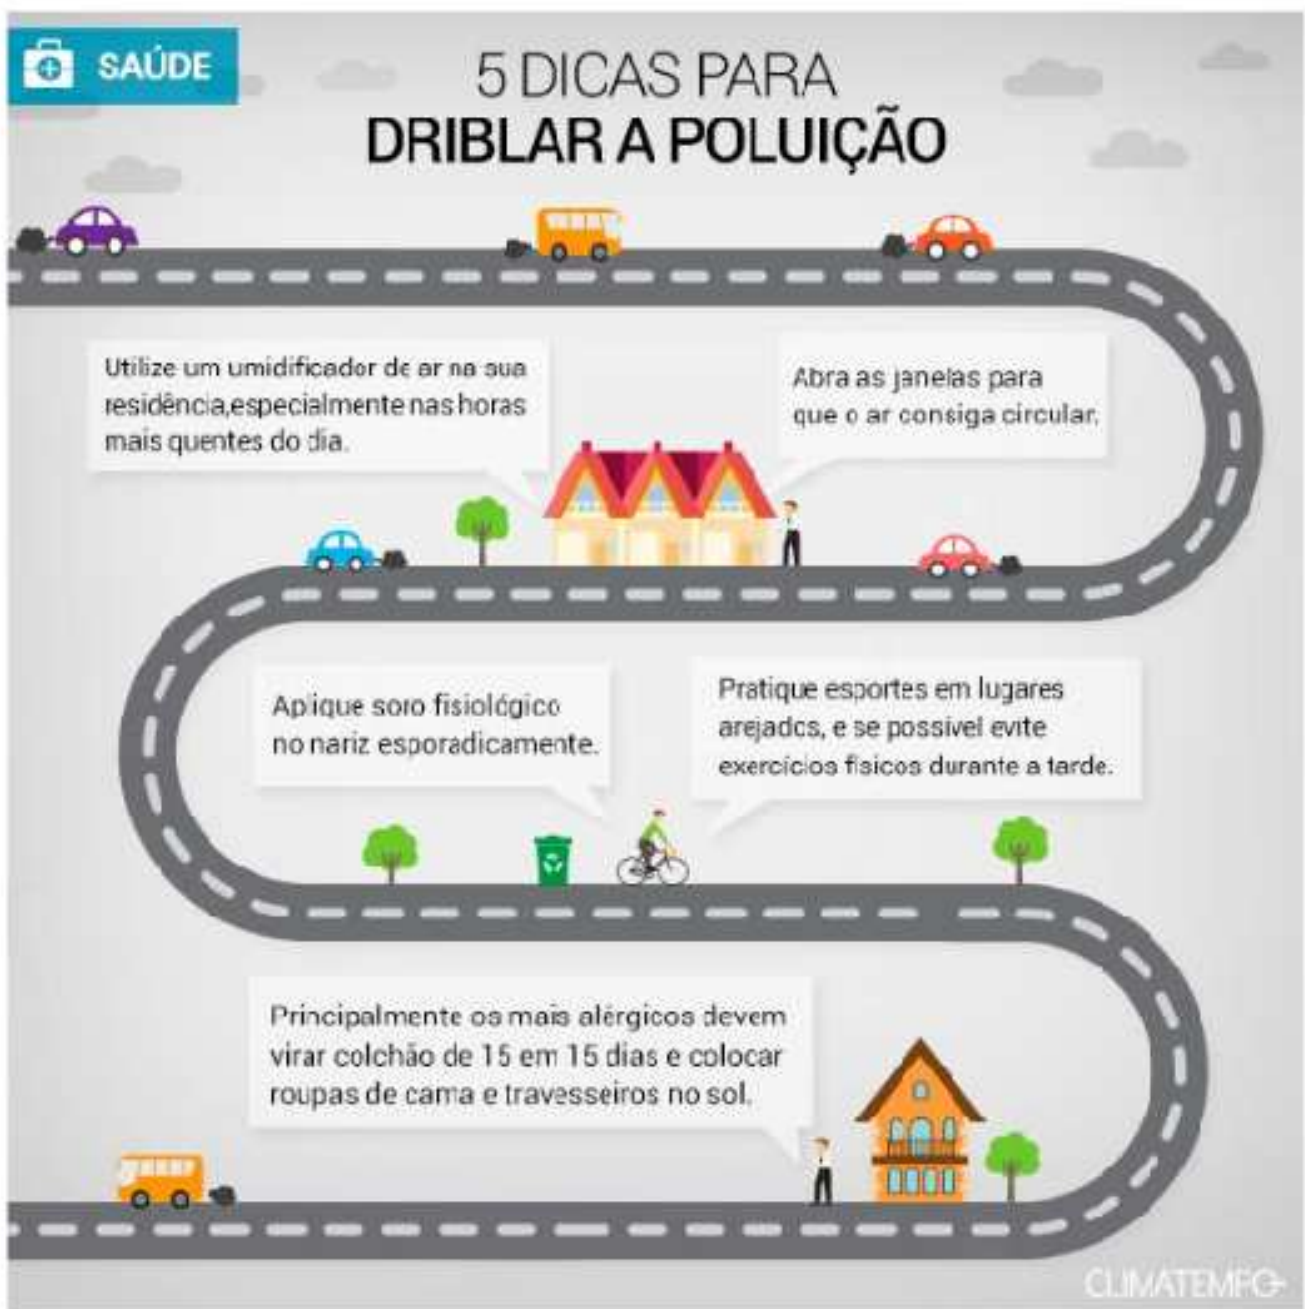 SAÚDE
5 DICAS PARA
DRIBLAR A POLUIÇÃO
Utilize um umidificador de ar na sua
residência,especialmente nas horas
mais quentes do dia.
Abra as janelas para
que o ar consiga circular.
Aplique soro fisiológico
no nariz esporadicamente.
Pratique esportes em lugares
arejados, e se possível evite
exercícios físicos durante a tarde.
Principalmente os mais alérgicos devem
virar colchão de 15 em 15 dias e colocar
roupas de cama e travesseiros no sol.
CLIMATEMPO